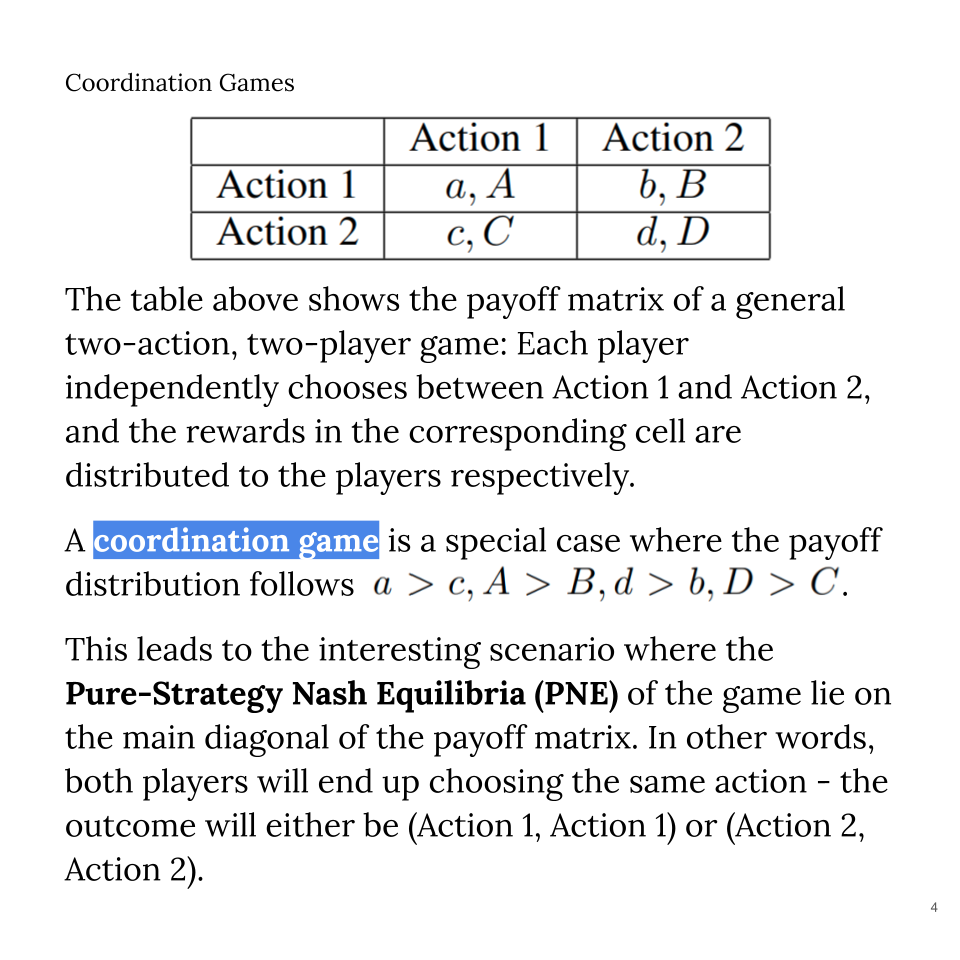 Coordination Games
Action 1 Action 2
Action 1 a, A b, B
Action 2 c, C d, D
The table above shows the payoff matrix of a general
two-action, two-player game: Each player
independently chooses between Action 1 and Action 2,
and the rewards in the corresponding cell are
distributed to the players respectively.
A coordination game is a special case where the payoff
distribution follows a > c, A > B, d > b, D > C.
This leads to the interesting scenario where the
Pure-Strategy Nash Equilibria (PNE) of the game lie on
the main diagonal of the payoff matrix. In other words,
both players will end up choosing the same action - the
outcome will either be (Action 1, Action 1) or (Action 2,
Action 2).
4